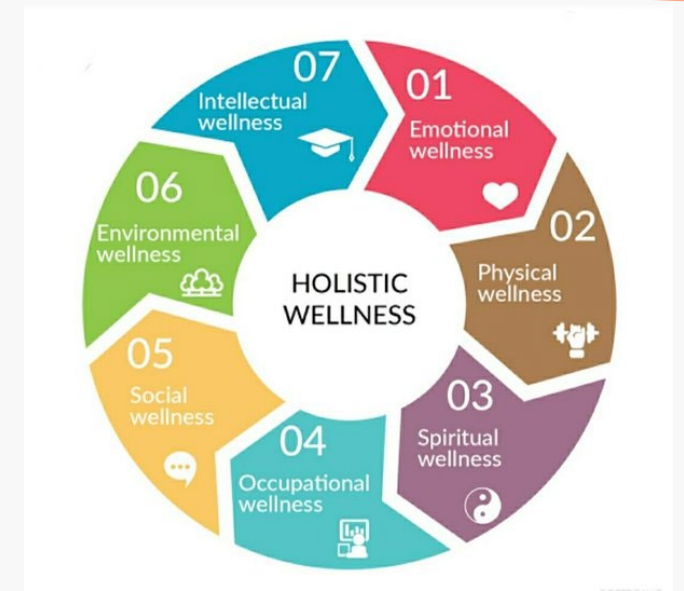 HOLISTIC
WELLNESS
01
Emotional
wellness
02
Physical
wellness
03
Spiritual
wellness
04
Occupational
wellness
05
Social
wellness
06
Environmental
wellness
07
Intellectual
wellness